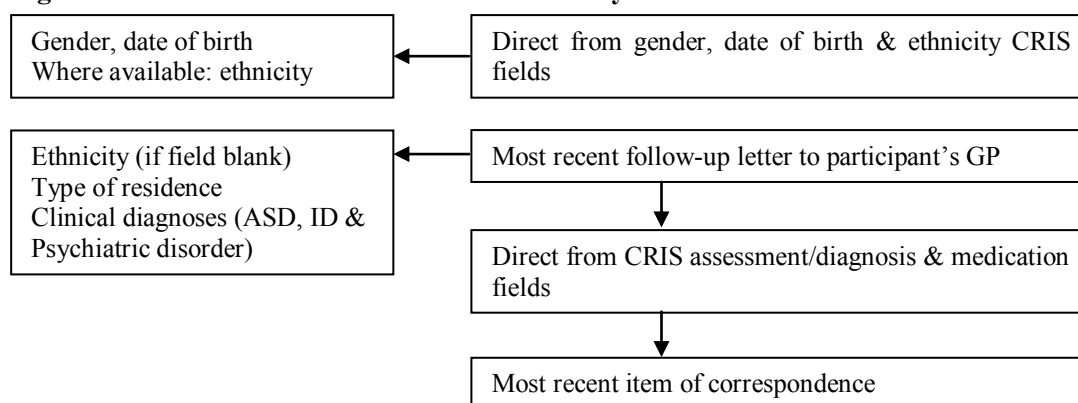 Gender, date of birth
Where available: ethnicity
Direct from gender, date of birth & ethnicity CRIS
fields
Ethnicity (if field blank)
Type of residence
Clinical diagnoses (ASD, ID &
Psychiatric disorder)
Most recent follow-up letter to participant's GP
Direct from CRIS assessment/diagnosis & medication
fields
Most recent item of correspondence